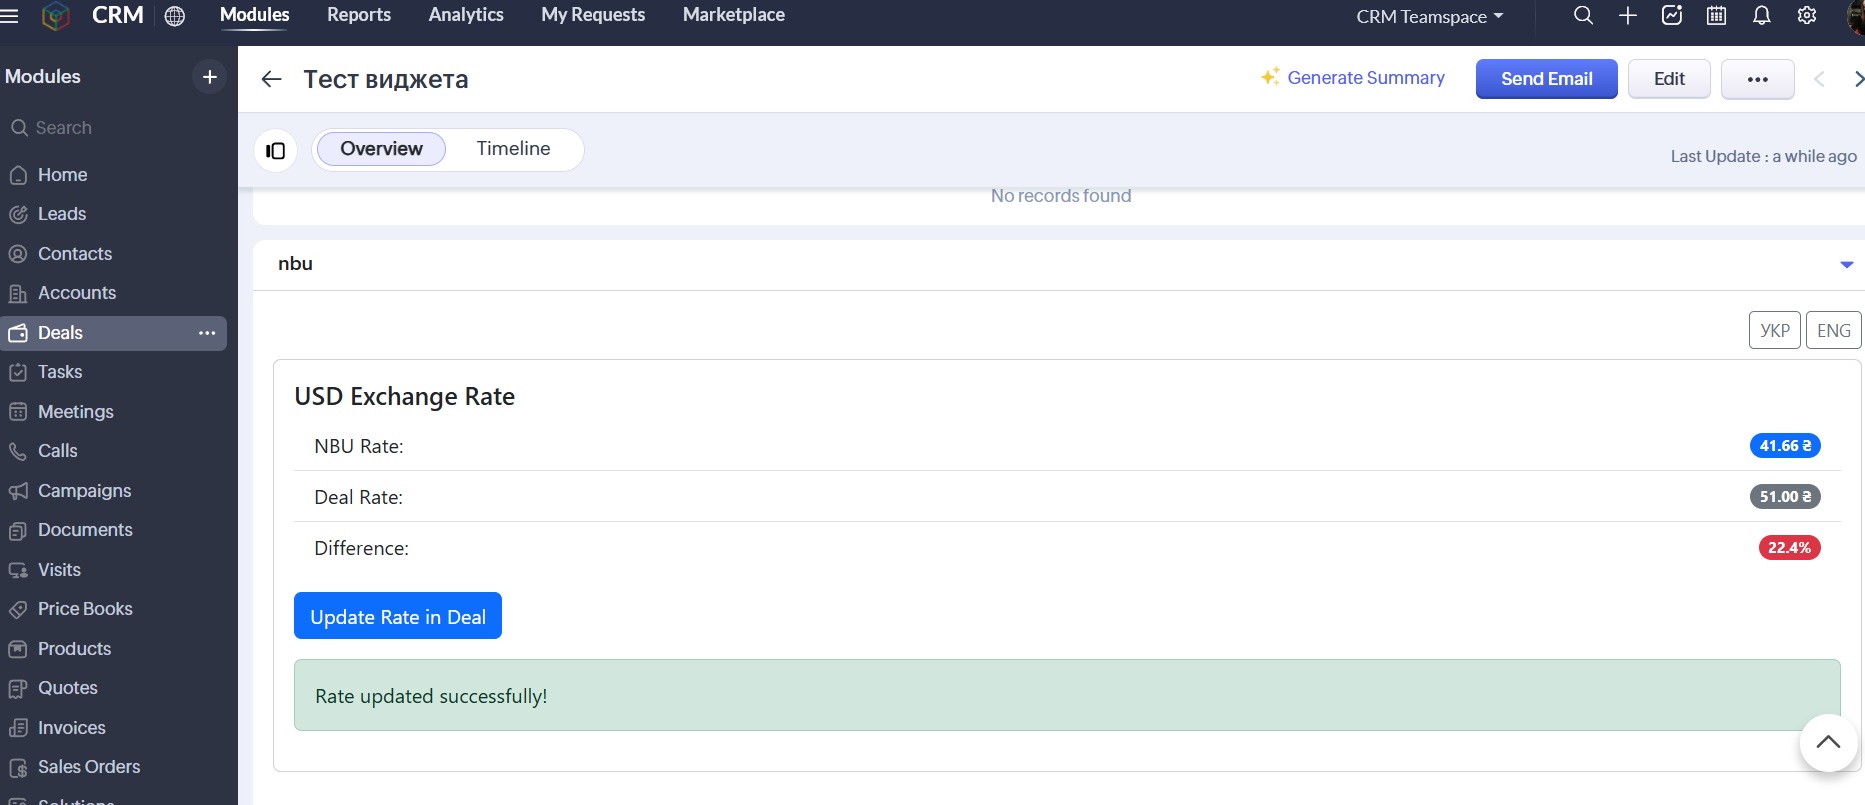 CRM
Modules
Reports
Analytics
My Requests
Marketplace
CRM Teamspace
Modules
Search
Home
Leads
Contacts
Accounts
Deals
Tasks
Meetings
Calls
Campaigns
Documents
Visits
Price Books
Products
Quotes
Invoices
Sales Orders
Solutions
Тест виджета
Generate Summary
Send Email
Edit
Overview
Timeline
Last Update : a while ago
No records found
nbu
УКР
ENG
USD Exchange Rate
NBU Rate:
41.66 ₴
Deal Rate:
51.00 ₴
Difference:
22.4%
Update Rate in Deal
Rate updated successfully!